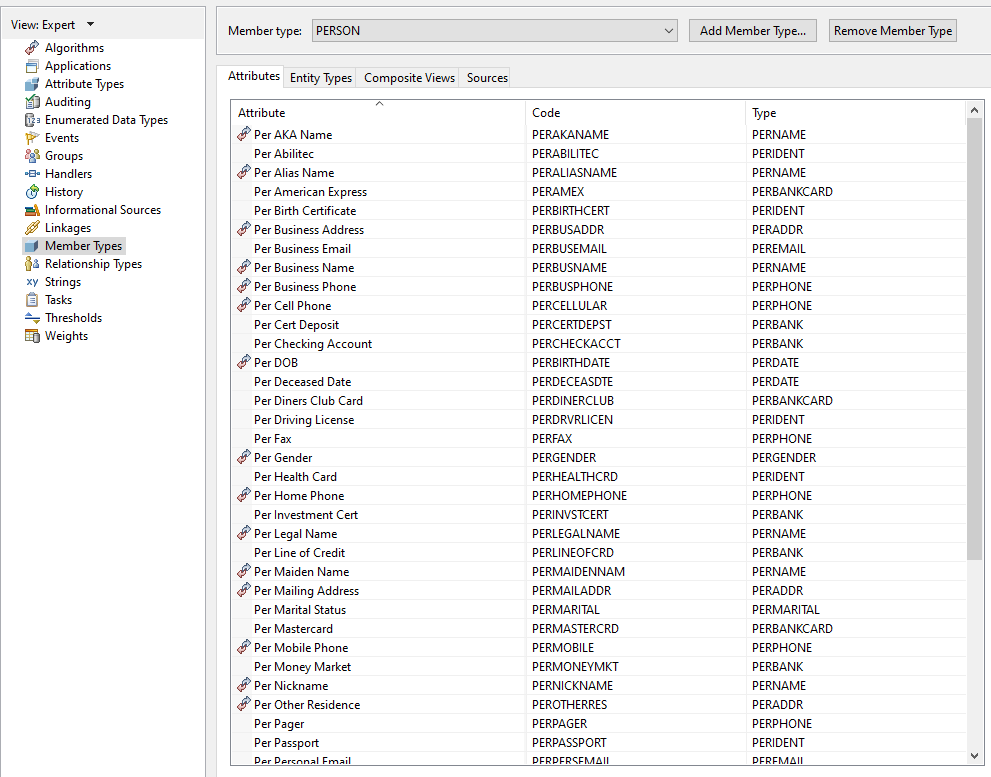 View: Expert
Algorithms
Applications
Attribute Types
Auditing
Enumerated Data Types
Events
Groups
Handlers
History
Informational Sources
Linkages
Member Types
Relationship Types
xy Strings
Tasks
Thresholds
Weights
Member type: PERSON Add Member Type... Remove Member Type
Attributes Entity Types Composite Views Sources
Attribute Code Type
Per AKA Name PERAKANAME PERNAME
Per Abilitec PERABILITEC PERIDENT
Per Alias Name PERALIASNAME PERNAME
Per American Express PERAMEX PERBANKCARD
Per Birth Certificate PERBIRTHCERT PERIDENT
Per Business Address PERBUSADDR PERADDR
Per Business Email PERBUSEMAIL PEREMAIL
Per Business Name PERBUSNAME PERNAME
Per Business Phone PERBUSPHONE PERPHONE
Per Cell Phone PERCELLULAR PERPHONE
Per Cert Deposit PERCERTDEPST PERBANK
Per Checking Account PERCHECKACCT PERBANK
Per DOB PERBIRTHDATE PERDATE
Per Deceased Date PERDECEASDTE PERDATE
Per Diners Club Card PERDINERCLUB PERBANKCARD
Per Driving License PERDRVRLICEN PERIDENT
Per Fax PERFAX PERPHONE
Per Gender PERGENDER PERGENDER
Per Health Card PERHEALTHCRD PERIDENT
Per Home Phone PERHOMEPHONE PERPHONE
Per Investment Cert PERINVSTCERT PERBANK
Per Legal Name PERLEGALNAME PERNAME
Per Line of Credit PERLINEOFCRD PERBANK
Per Maiden Name PERMAIDENNAM PERNAME
Per Mailing Address PERMAILADDR PERADDR
Per Marital Status PERMARITAL PERMARITAL
Per Mastercard PERMASTERCRD PERBANKCARD
Per Mobile Phone PERMOBILE PERPHONE
Per Money Market PERMONEYMKT PERBANK
Per Nickname PERNICKNAME PERNAME
Per Other Residence PEROTHERRES PERADDR
Per Pager PERPAGER PERPHONE
Per Passport PERPASSPORT PERIDENT
Per Personal Email PERPERSEMAIL PEREMAIL